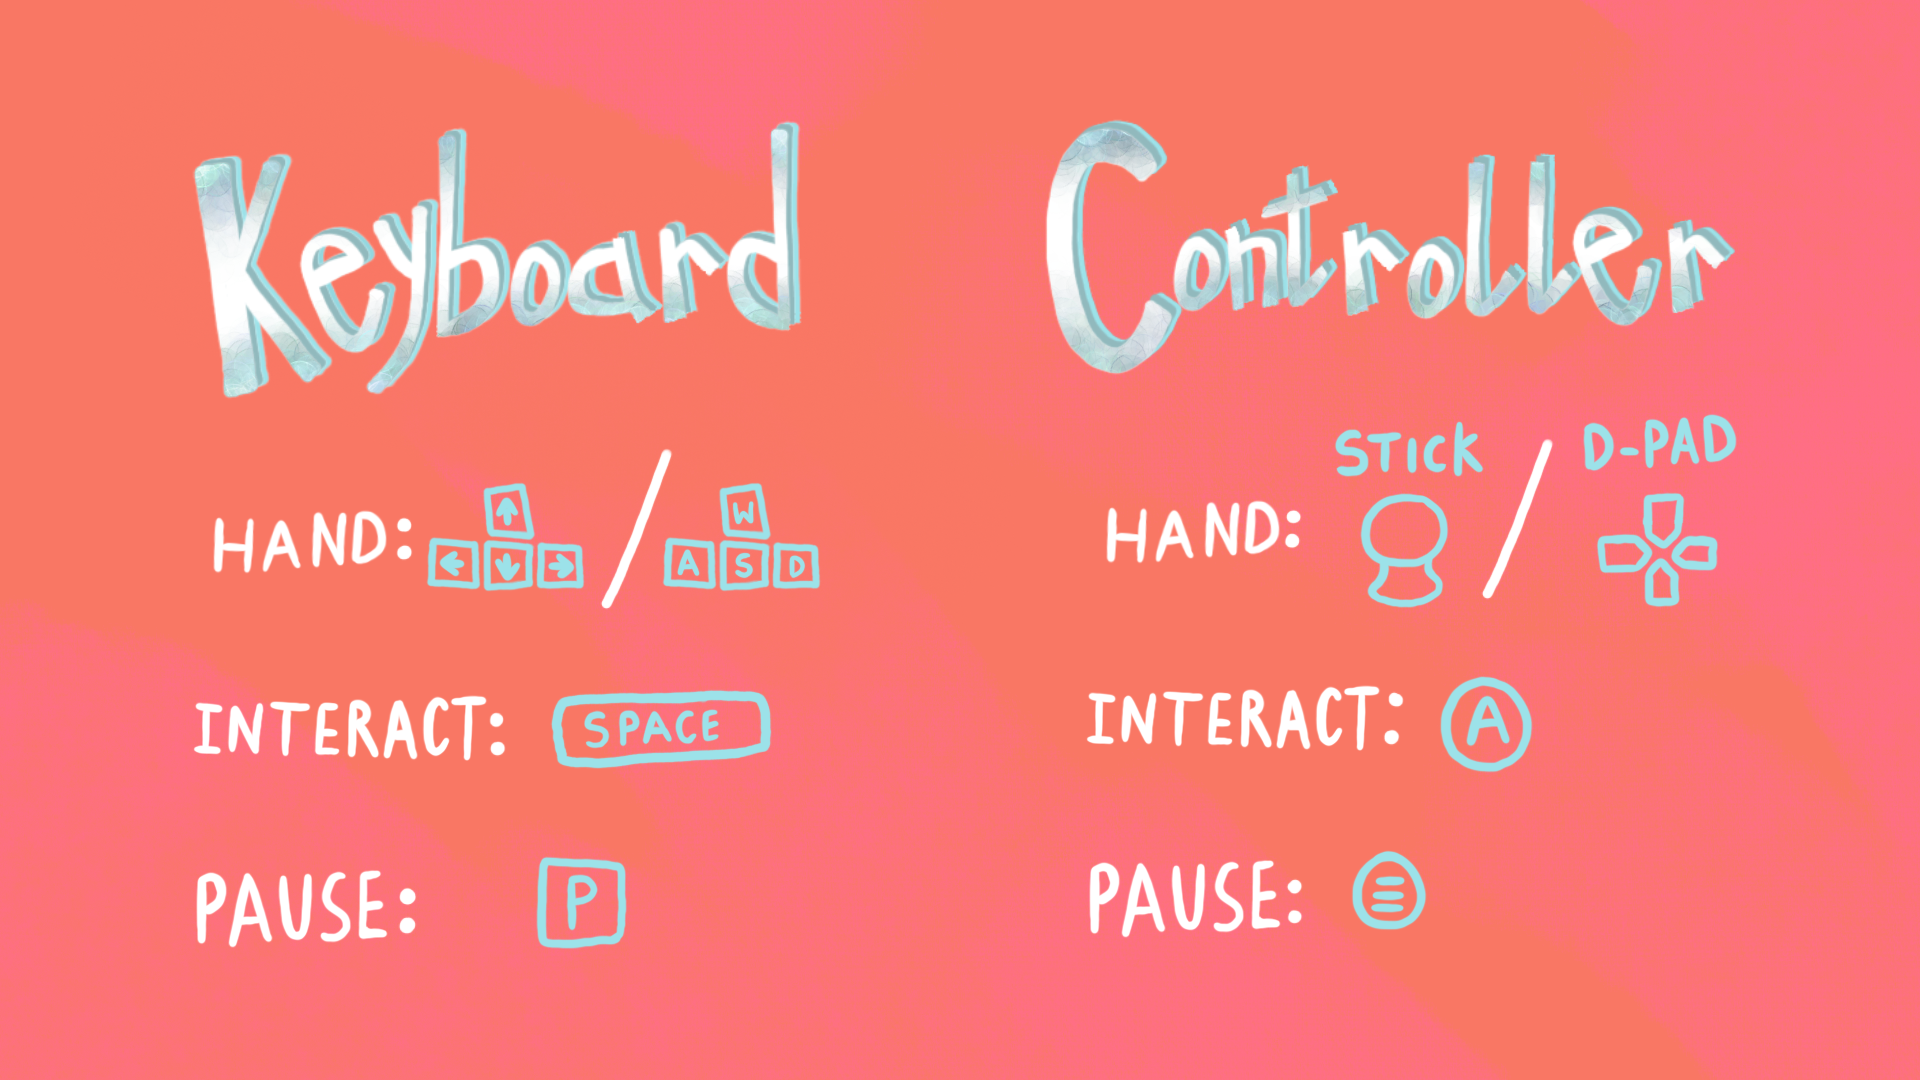 Keyboard
HAND: / W
A S D
INTERACT: SPACE
PAUSE: P
Controller
STICK / D-PAD
HAND:
INTERACT: A
PAUSE: